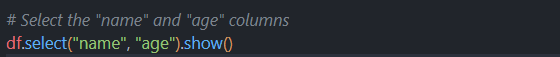 # Select the "name" and "age" columns
df.select("name", "age").show()